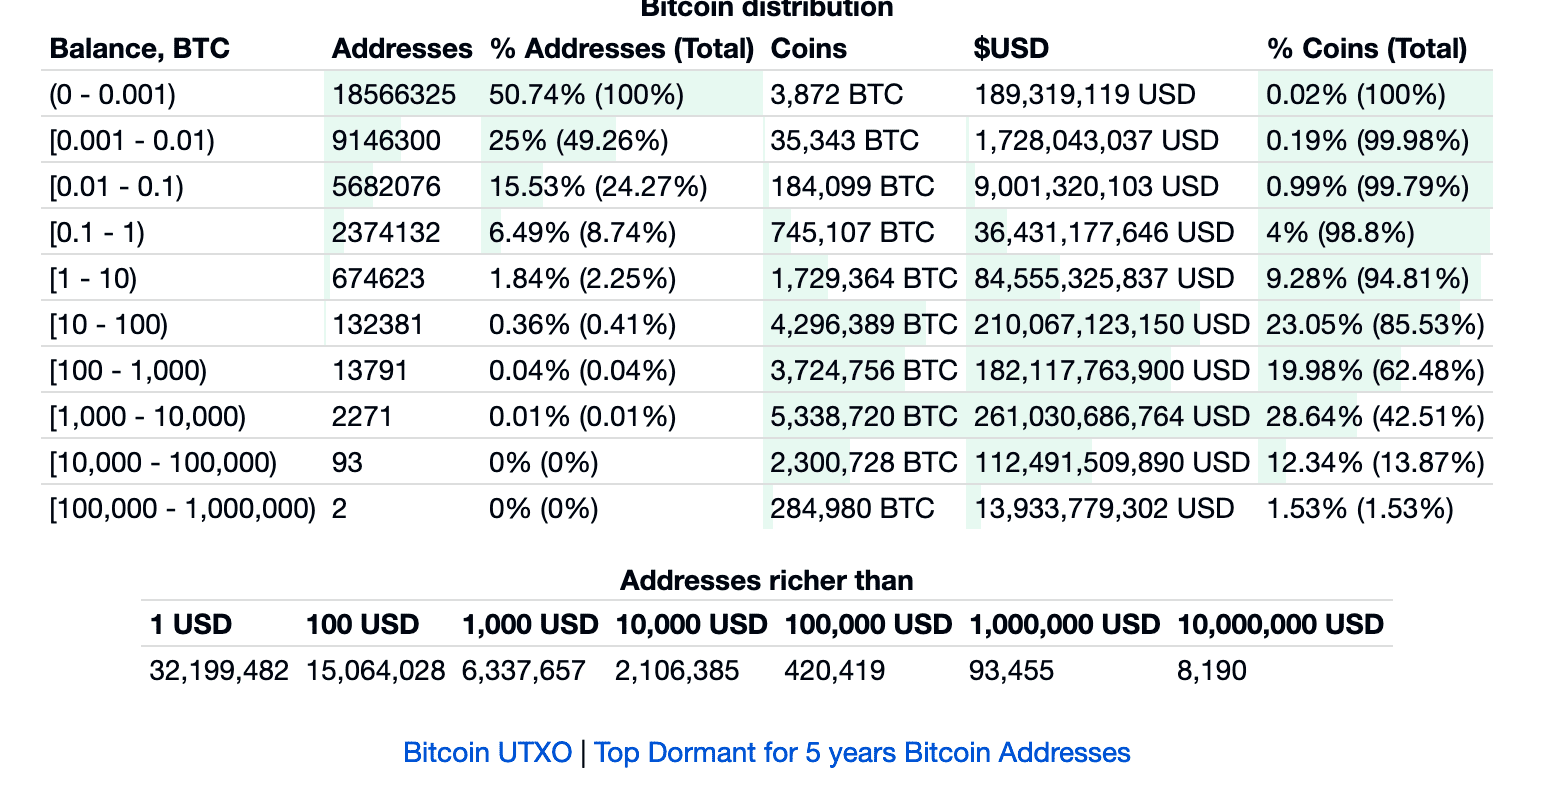 Bitcoin distribution
Balance, BTC Addresses % Addresses (Total) Coins $USD % Coins (Total)
(0 - 0.001) 18566325 50.74% (100%) 3,872 BTC 189,319,119 USD 0.02% (100%)
[0.001 - 0.01) 9146300 25% (49.26%) 35,343 BTC 1,728,043,037 USD 0.19% (99.98%)
[0.01 - 0.1) 5682076 15.53% (24.27%) 184,099 BTC 9,001,320,103 USD 0.99% (99.79%)
[0.1 - 1) 2374132 6.49% (8.74%) 745,107 BTC 36,431,177,646 USD 4% (98.8%)
[1 - 10) 674623 1.84% (2.25%) 1,729,364 BTC 84,555,325,837 USD 9.28% (94.81%)
[10 - 100) 132381 0.36% (0.41%) 4,296,389 BTC 210,067,123,150 USD 23.05% (85.53%)
[100 - 1,000) 13791 0.04% (0.04%) 3,724,756 BTC 182,117,763,900 USD 19.98% (62.48%)
[1,000 - 10,000) 2271 0.01% (0.01%) 5,338,720 BTC 261,030,686,764 USD 28.64% (42.51%)
[10,000 - 100,000) 93 0% (0%) 2,300,728 BTC 112,491,509,890 USD 12.34% (13.87%)
[100,000 - 1,000,000) 2 0% (0%) 284,980 BTC 13,933,779,302 USD 1.53% (1.53%)
Addresses richer than
1 USD 100 USD 1,000 USD 10,000 USD 100,000 USD 1,000,000 USD 10,000,000 USD
32,199,482 15,064,028 6,337,657 2,106,385 420,419 93,455 8,190
Bitcoin UTXO | Top Dormant for 5 years Bitcoin Addresses